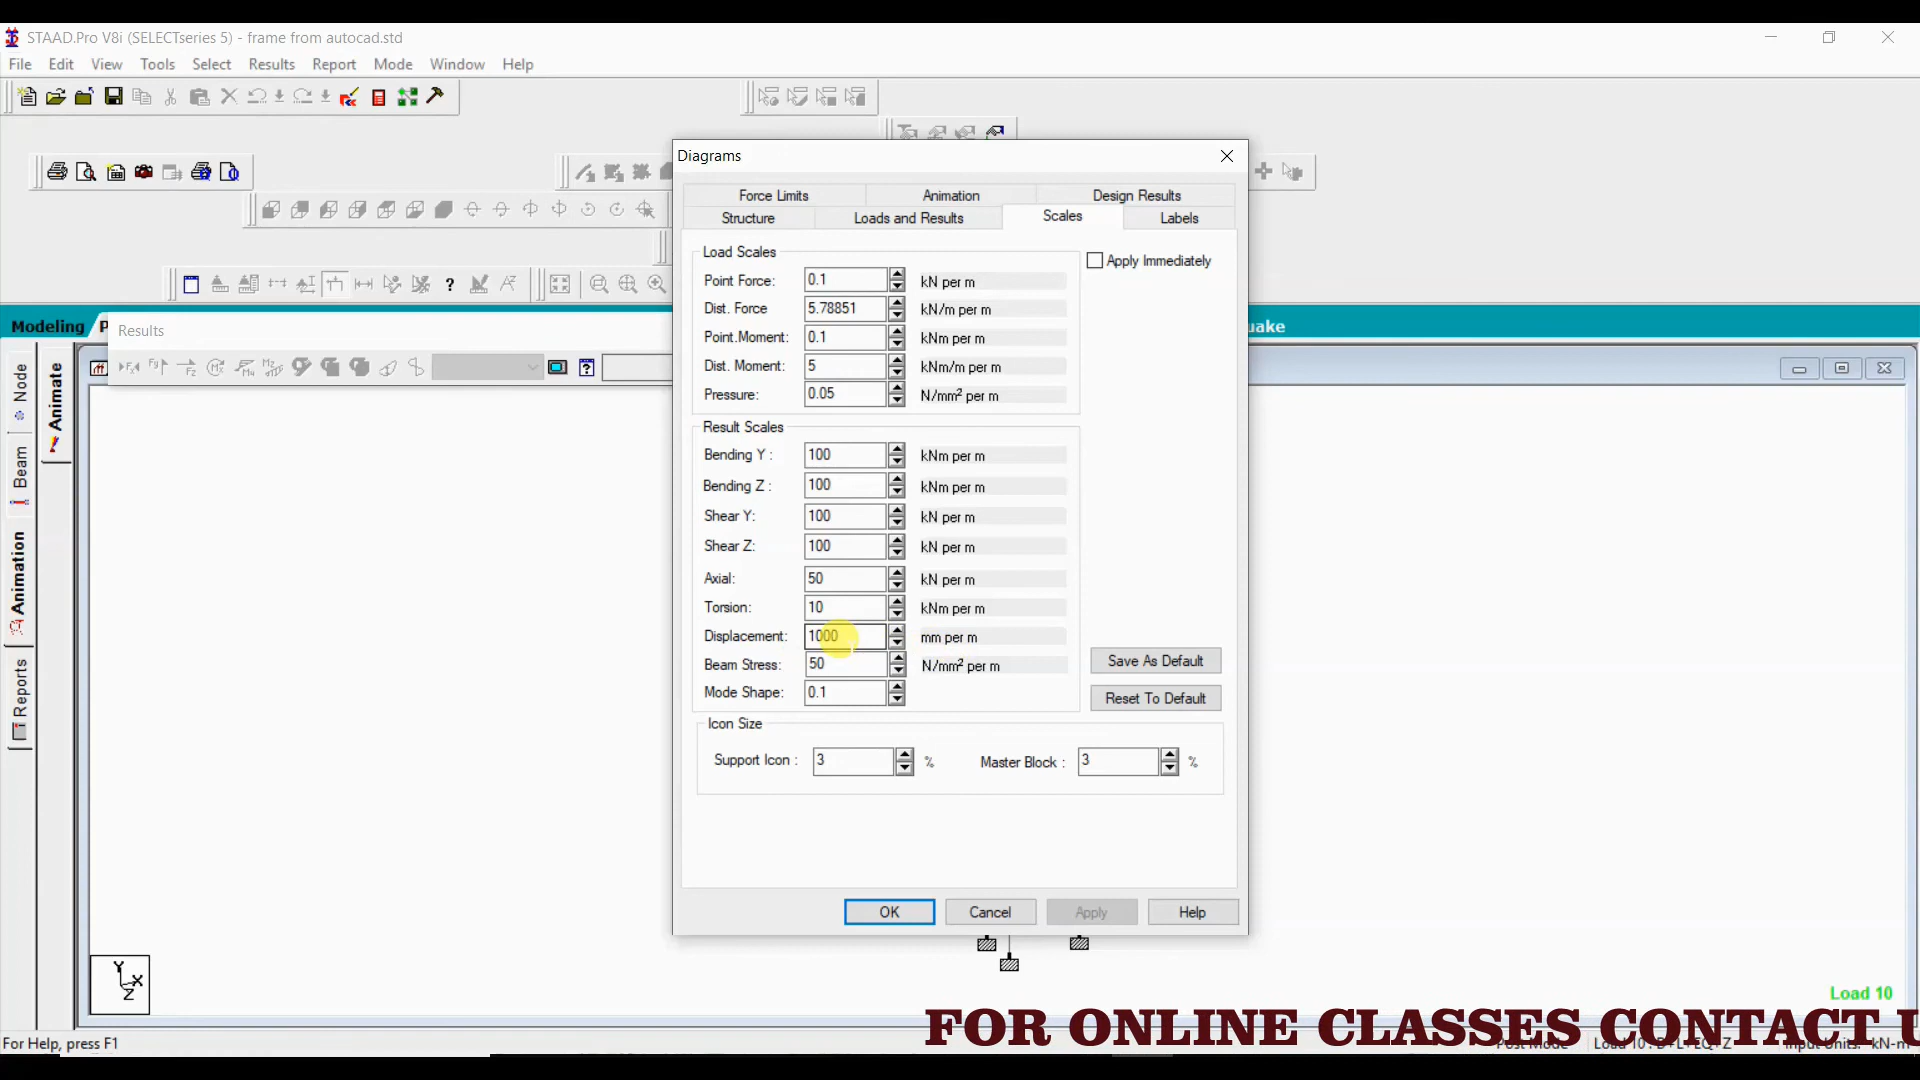 STAAD.Pro V8i (SELECTseries 5) - frame from autocad.std
File Edit View Tools Select Results Report Mode Window Help
Diagrams
Force Limits Animation Design Results
Structure Loads and Results Scales Labels
Load Scales
Apply Immediately
Point Force: 0.1 kN per m
Dist. Force 5.78851 kN/m per m
Point.Moment: 0.1 kNm per m
Dist. Moment: 5 kNm/m per m
Pressure: 0.05 N/mm² per m
Result Scales
Bending Y : 100 kNm per m
Bending Z : 100 kNm per m
Shear Y: 100 kN per m
Shear Z: 100 kN per m
Axial: 50 kN per m
Torsion: 10 kNm per m
Displacement: 1000 mm per m
Beam Stress: 50 N/mm² per m
Mode Shape: 0.1
Save As Default
Reset To Default
Icon Size
Support Icon : 3 % Master Block : 3 %
OK Cancel Apply Help
Modeling P
Results
uake
Node
Beam
Animation
Reports
Animate
Y
X
Z
Load 10
FOR ONLINE CLASSES CONTACT U
For Help, press F1